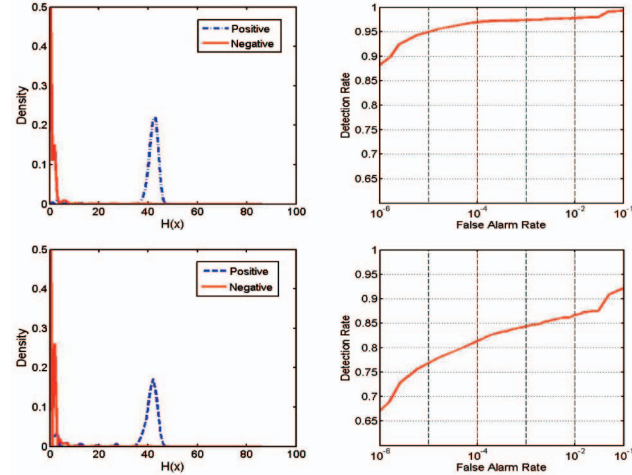 0.5
0.4
0.3
0.2
0.1
0
Density
Positive
Negative
0 20 40 60 80 100
H(x)
1
0.95
0.9
0.85
0.8
0.75
0.7
0.65
Detection Rate
10^-6 10^-4 10^-2 10^-1
False Alarm Rate
0.5
0.4
0.3
0.2
0.1
0
Density
Positive
Negative
0 20 40 60 80 100
H(x)
1
0.95
0.9
0.85
0.8
0.75
0.7
0.65
Detection Rate
10^-6 10^-4 10^-2 10^-1
False Alarm Rate